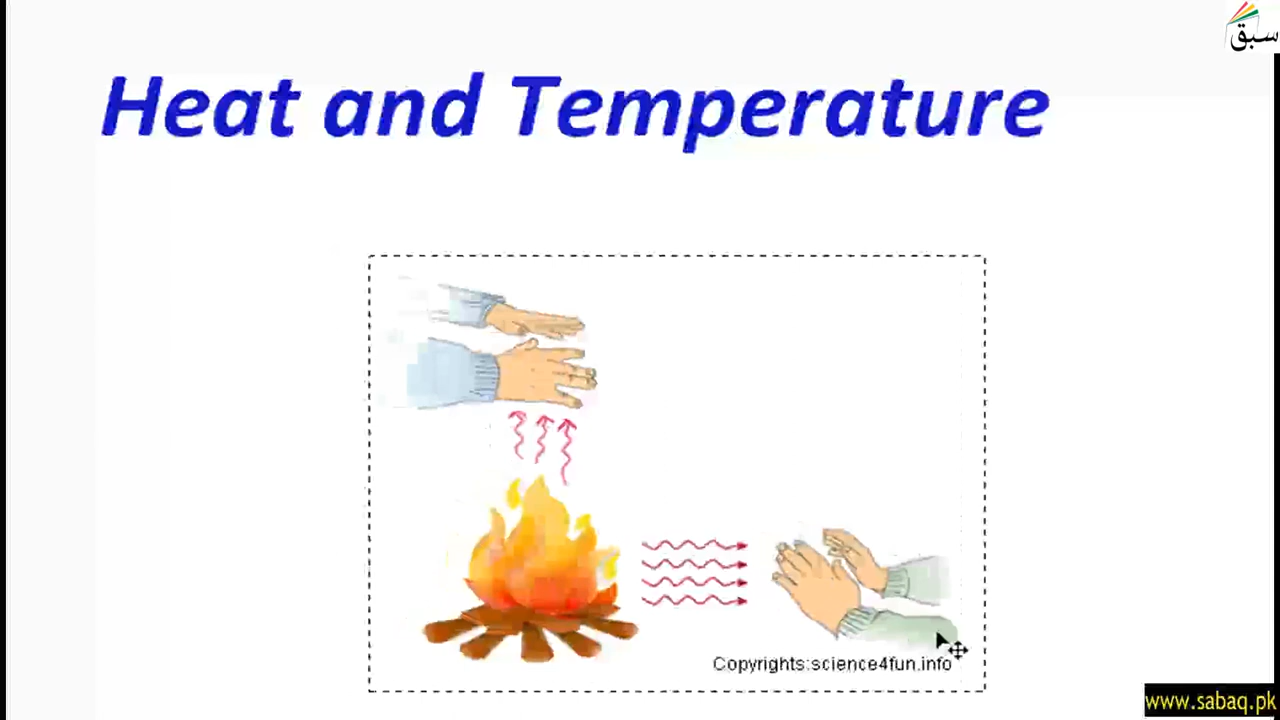 سبق
Heat and Temperature
Copyrights:science4fun.info
www.sabaq.pk